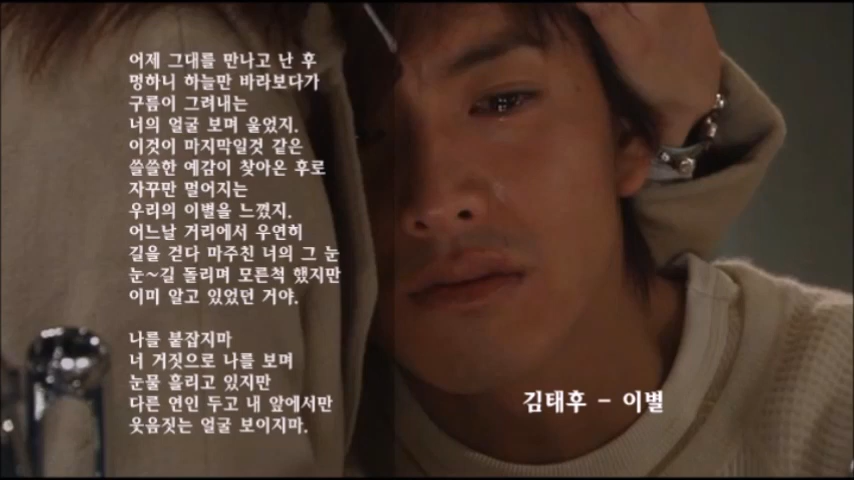 어제 그대를 만나고 난 후
멍하니 하늘만 바라보다가
구름이 그려내는
너의 얼굴 보며 울었지.
이것이 마지막일것 같은
쓸쓸한 예감이 찾아온 후로
자꾸만 멀어지는
우리의 이별을 느꼈지.
어느날 거리에서 우연히
길을 걷다 마주친 너의 그 눈
눈~길 돌리며 모른척 했지만
이미 알고 있었던 거야.
나를 붙잡지마
너 거짓으로 나를 보며
눈물 흘리고 있지만
다른 연인 두고 내 앞에서만
웃음짓는 얼굴 보이지마.
김태후 - 이별